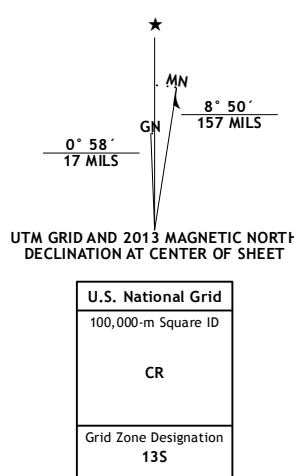 MN
GN
8° 50´
157 MILS
0° 58´
17 MILS
UTM GRID AND 2013 MAGNETIC NORTH
DECLINATION AT CENTER OF SHEET
U.S. National Grid
100,000-m Square ID
CR
Grid Zone Designation
13S